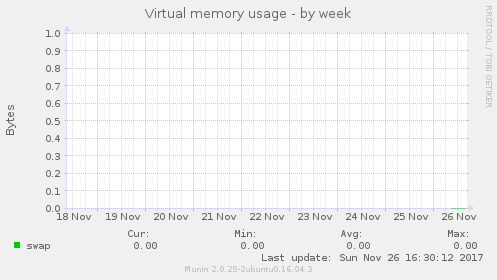 Virtual memory usage - by week
RRDTOOL / TOBI OETIKER
Bytes
1.0
0.9
0.8
0.7
0.6
0.5
0.4
0.3
0.2
0.1
0.0
18 Nov 19 Nov 20 Nov 21 Nov 22 Nov 23 Nov 24 Nov 25 Nov 26 Nov
Cur: Min: Avg: Max:
swap 0.00 0.00 0.00 0.00
Last update: Sun Nov 26 16:30:12 2017
Munin 2.0.25-2ubuntu0.16.04.3